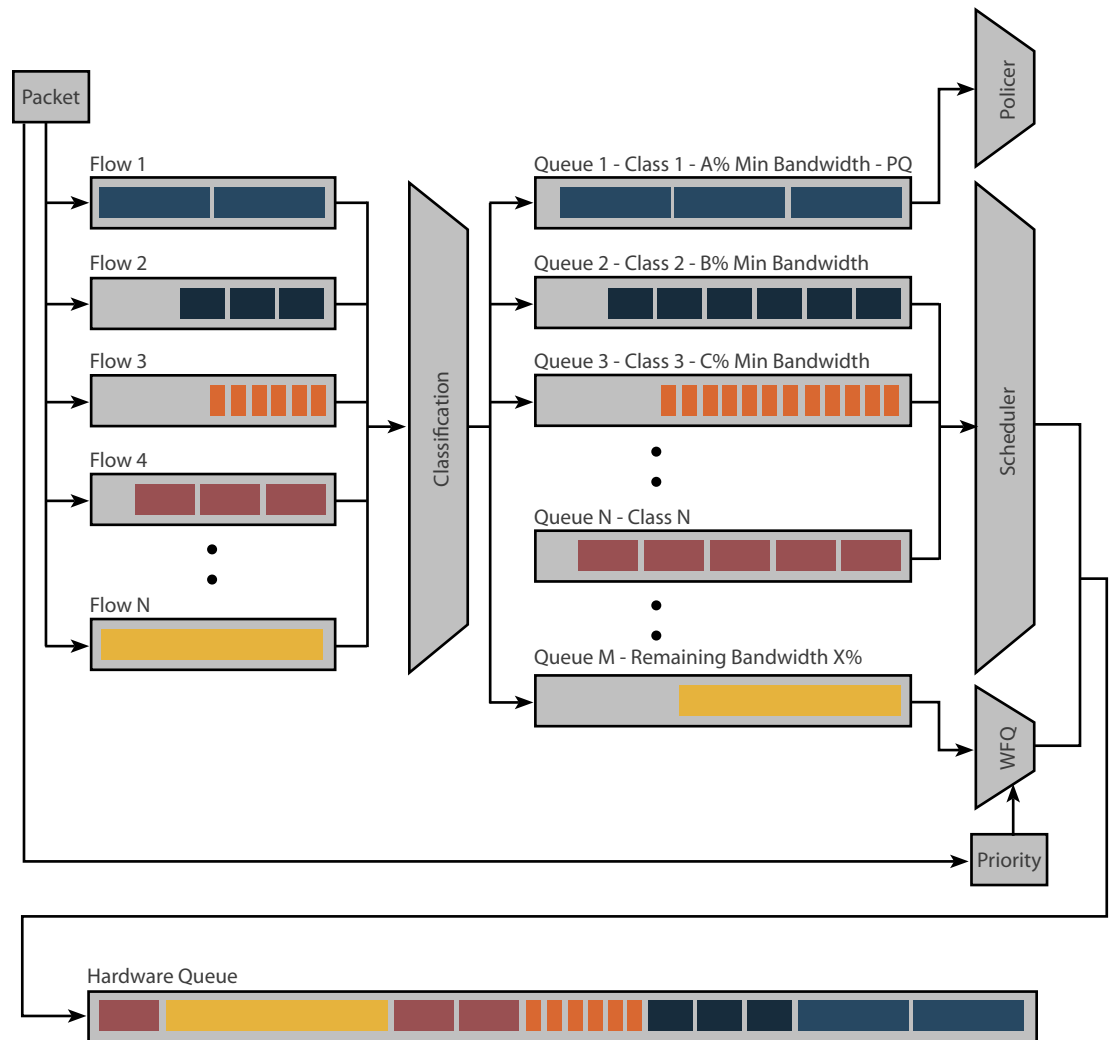 Packet
Policer
Flow 1
Queue 1 - Class 1 - A% Min Bandwidth - PQ
Flow 2
Queue 2 - Class 2 - B% Min Bandwidth
Flow 3
Queue 3 - Class 3 - C% Min Bandwidth
Classification
Scheduler
Flow 4
Queue N - Class N
Flow N
Queue M - Remaining Bandwidth X%
WFQ
Priority
Hardware Queue